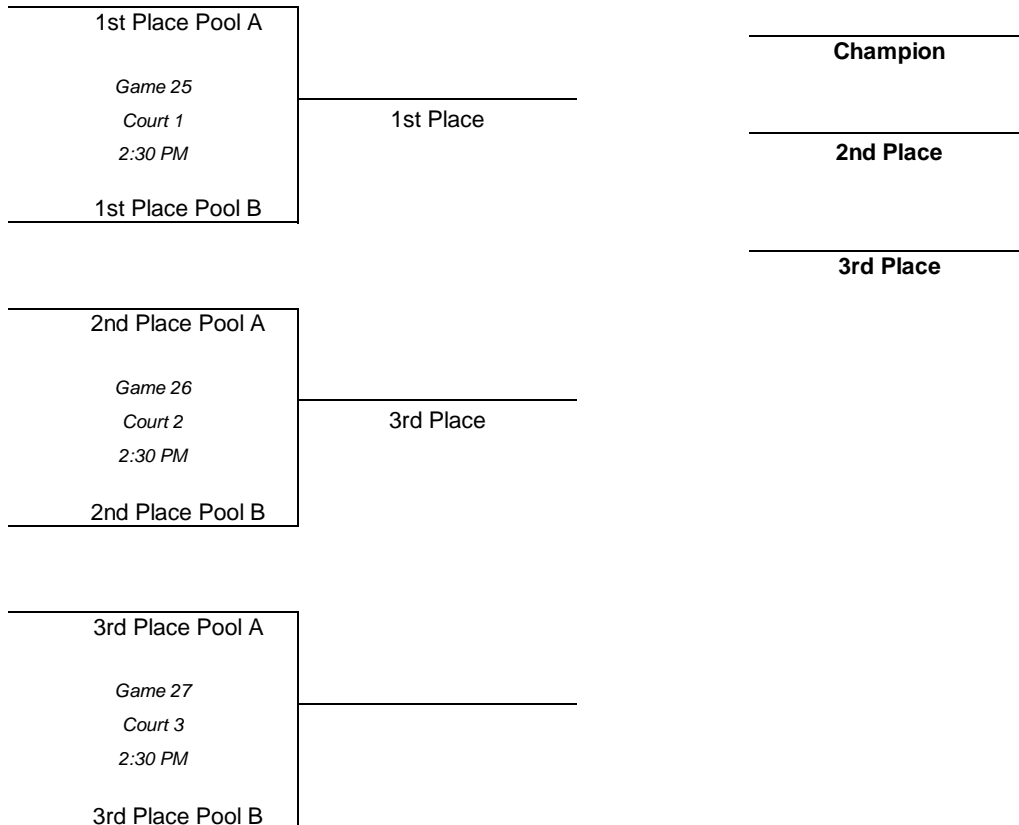 1st Place Pool A
Game 25
Court 1
2:30 PM
1st Place Pool B
1st Place
Champion
2nd Place
3rd Place
2nd Place Pool A
Game 26
Court 2
2:30 PM
2nd Place Pool B
3rd Place
3rd Place Pool A
Game 27
Court 3
2:30 PM
3rd Place Pool B